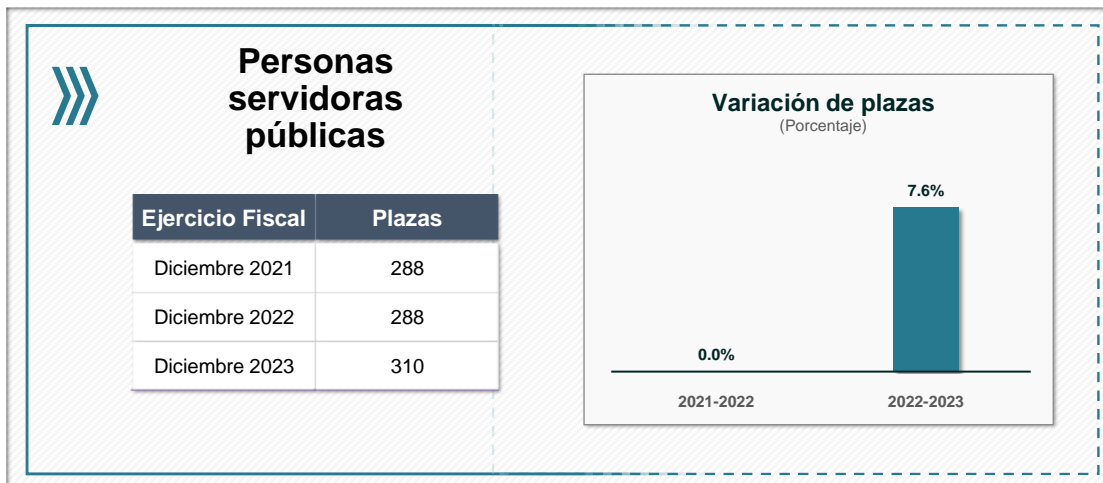 Personas
servidoras
públicas
Ejercicio Fiscal Plazas
Diciembre 2021 288
Diciembre 2022 288
Diciembre 2023 310
Variación de plazas
(Porcentaje)
7.6%
0.0%
2021-2022 2022-2023